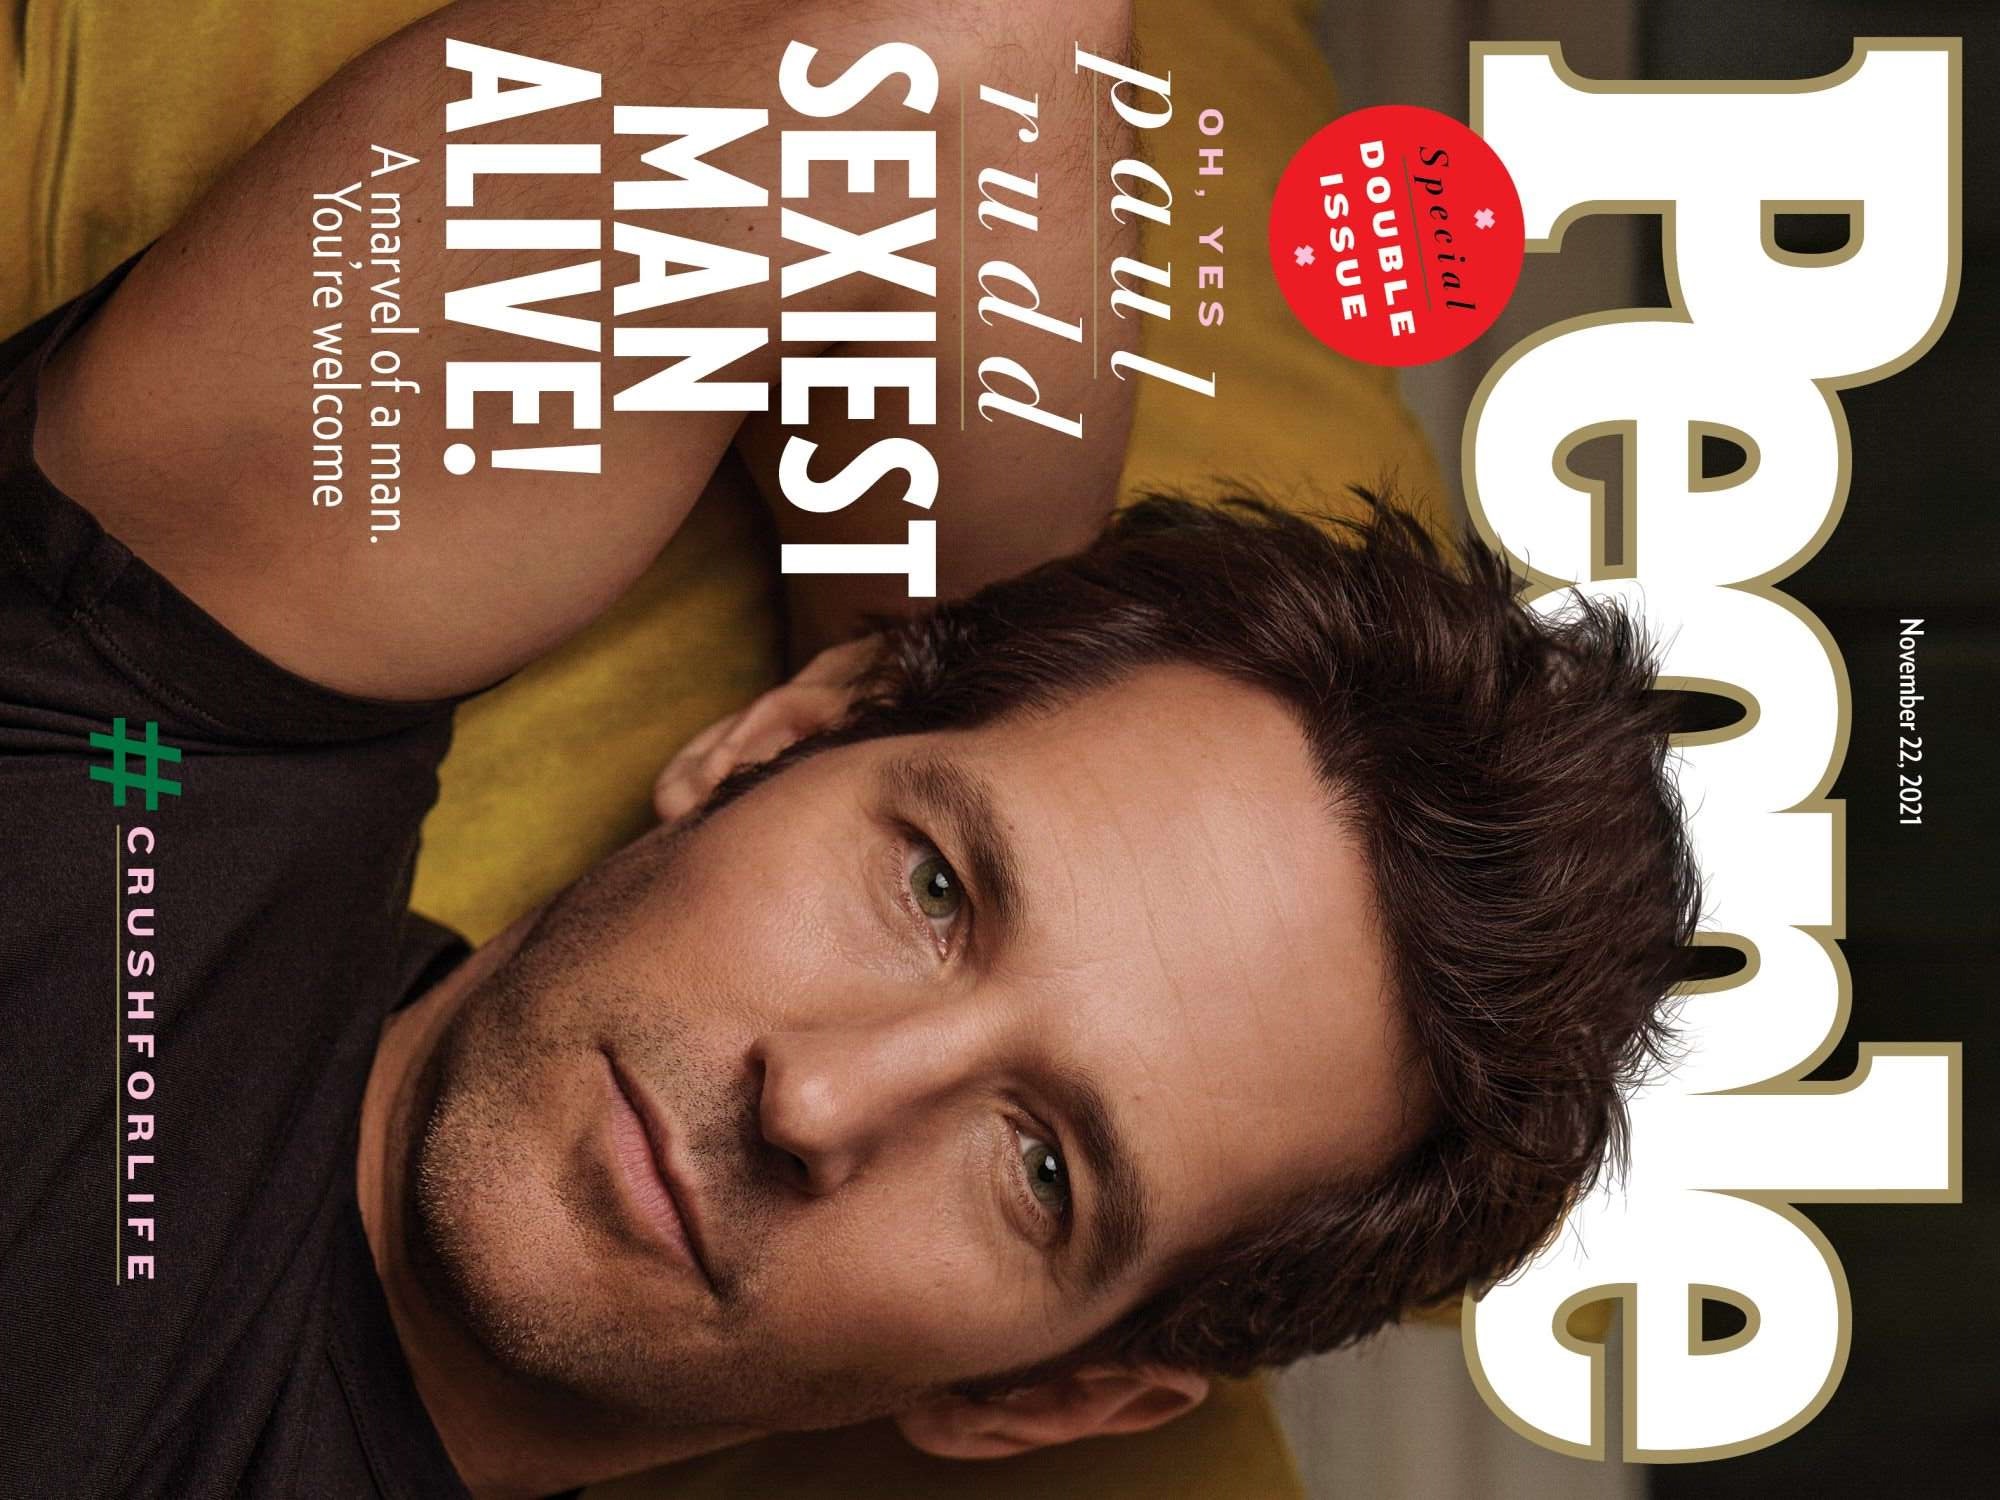 November 22, 2021
People
Special
DOUBLE
ISSUE
OH, YES
paul
rudd
SEXIEST
MAN
ALIVE!
A marvel of a man.
You're welcome
#CRUSHFORLIFE